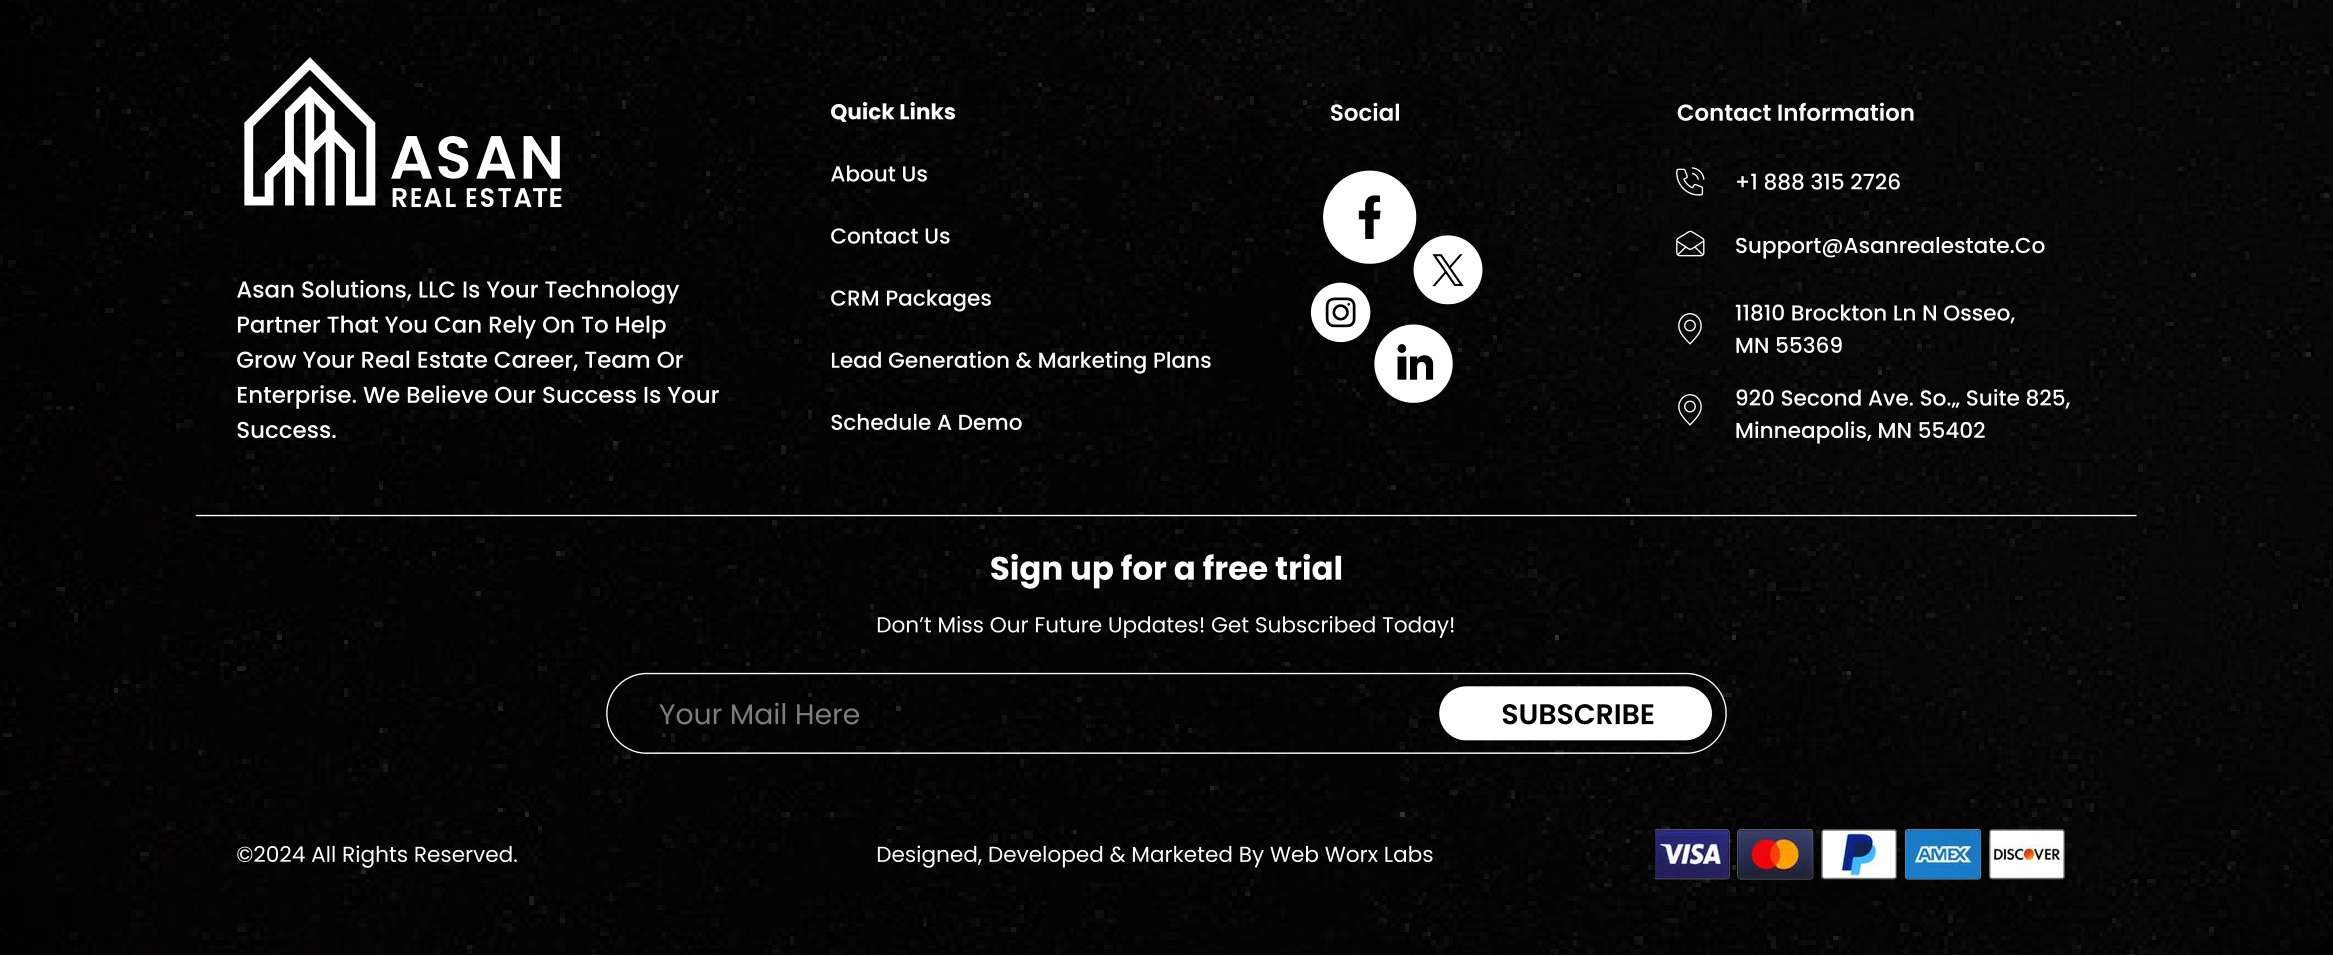 ASAN
REAL ESTATE
Asan Solutions, LLC Is Your Technology
Partner That You Can Rely On To Help
Grow Your Real Estate Career, Team Or
Enterprise. We Believe Our Success Is Your
Success.
Quick Links
About Us
Contact Us
CRM Packages
Lead Generation & Marketing Plans
Schedule A Demo
Social
f
X
in
Contact Information
+1 888 315 2726
Support@Asanrealestate.Co
11810 Brockton Ln N Osseo,
MN 55369
920 Second Ave. So.,, Suite 825,
Minneapolis, MN 55402
Sign up for a free trial
Don’t Miss Our Future Updates! Get Subscribed Today!
Your Mail Here
SUBSCRIBE
©2024 All Rights Reserved.
Designed, Developed & Marketed By Web Worx Labs
VISA
P
AMEX
DISCOVER